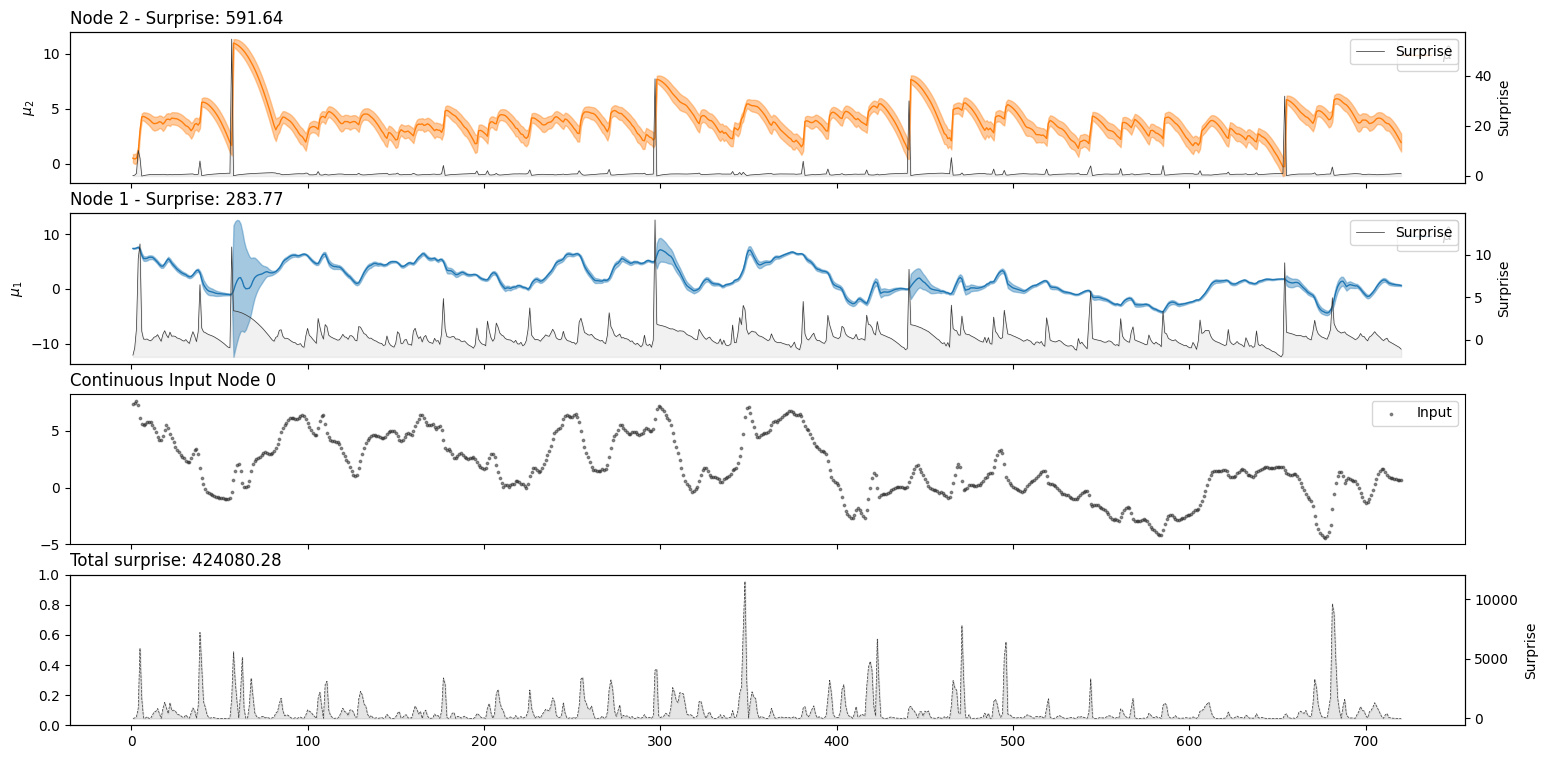 Node 2 - Surprise: 591.64
10
5
0
μ2
Surprise
μ
40
20
0
Surprise
Node 1 - Surprise: 283.77
10
0
−10
μ1
Surprise
10
5
0
Surprise
Continuous Input Node 0
5
0
−5
Input
Total surprise: 424080.28
1.0
0.8
0.6
0.4
0.2
0.0
10000
5000
0
Surprise
0 100 200 300 400 500 600 700